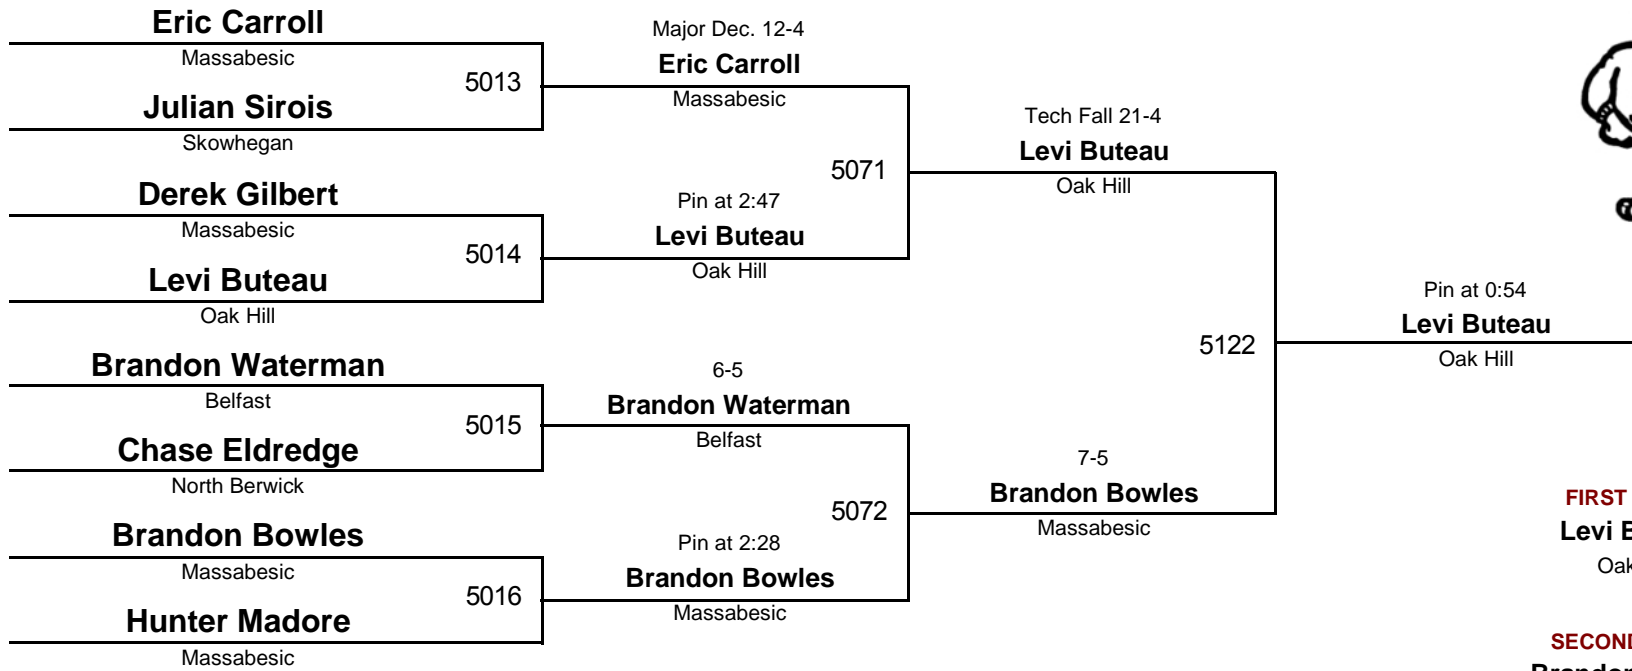 Eric Carroll
Massabesic
5013
Julian Sirois
Skowhegan
Derek Gilbert
Massabesic
5014
Levi Buteau
Oak Hill
Brandon Waterman
Belfast
5015
Chase Eldredge
North Berwick
Brandon Bowles
Massabesic
5016
Hunter Madore
Massabesic
Major Dec. 12-4
Eric Carroll
Massabesic
5071
Pin at 2:47
Levi Buteau
Oak Hill
6-5
Brandon Waterman
Belfast
5072
Pin at 2:28
Brandon Bowles
Massabesic
Tech Fall 21-4
Levi Buteau
Oak Hill
5122
7-5
Brandon Bowles
Massabesic
Pin at 0:54
Levi Buteau
Oak Hill
FIRST
Levi